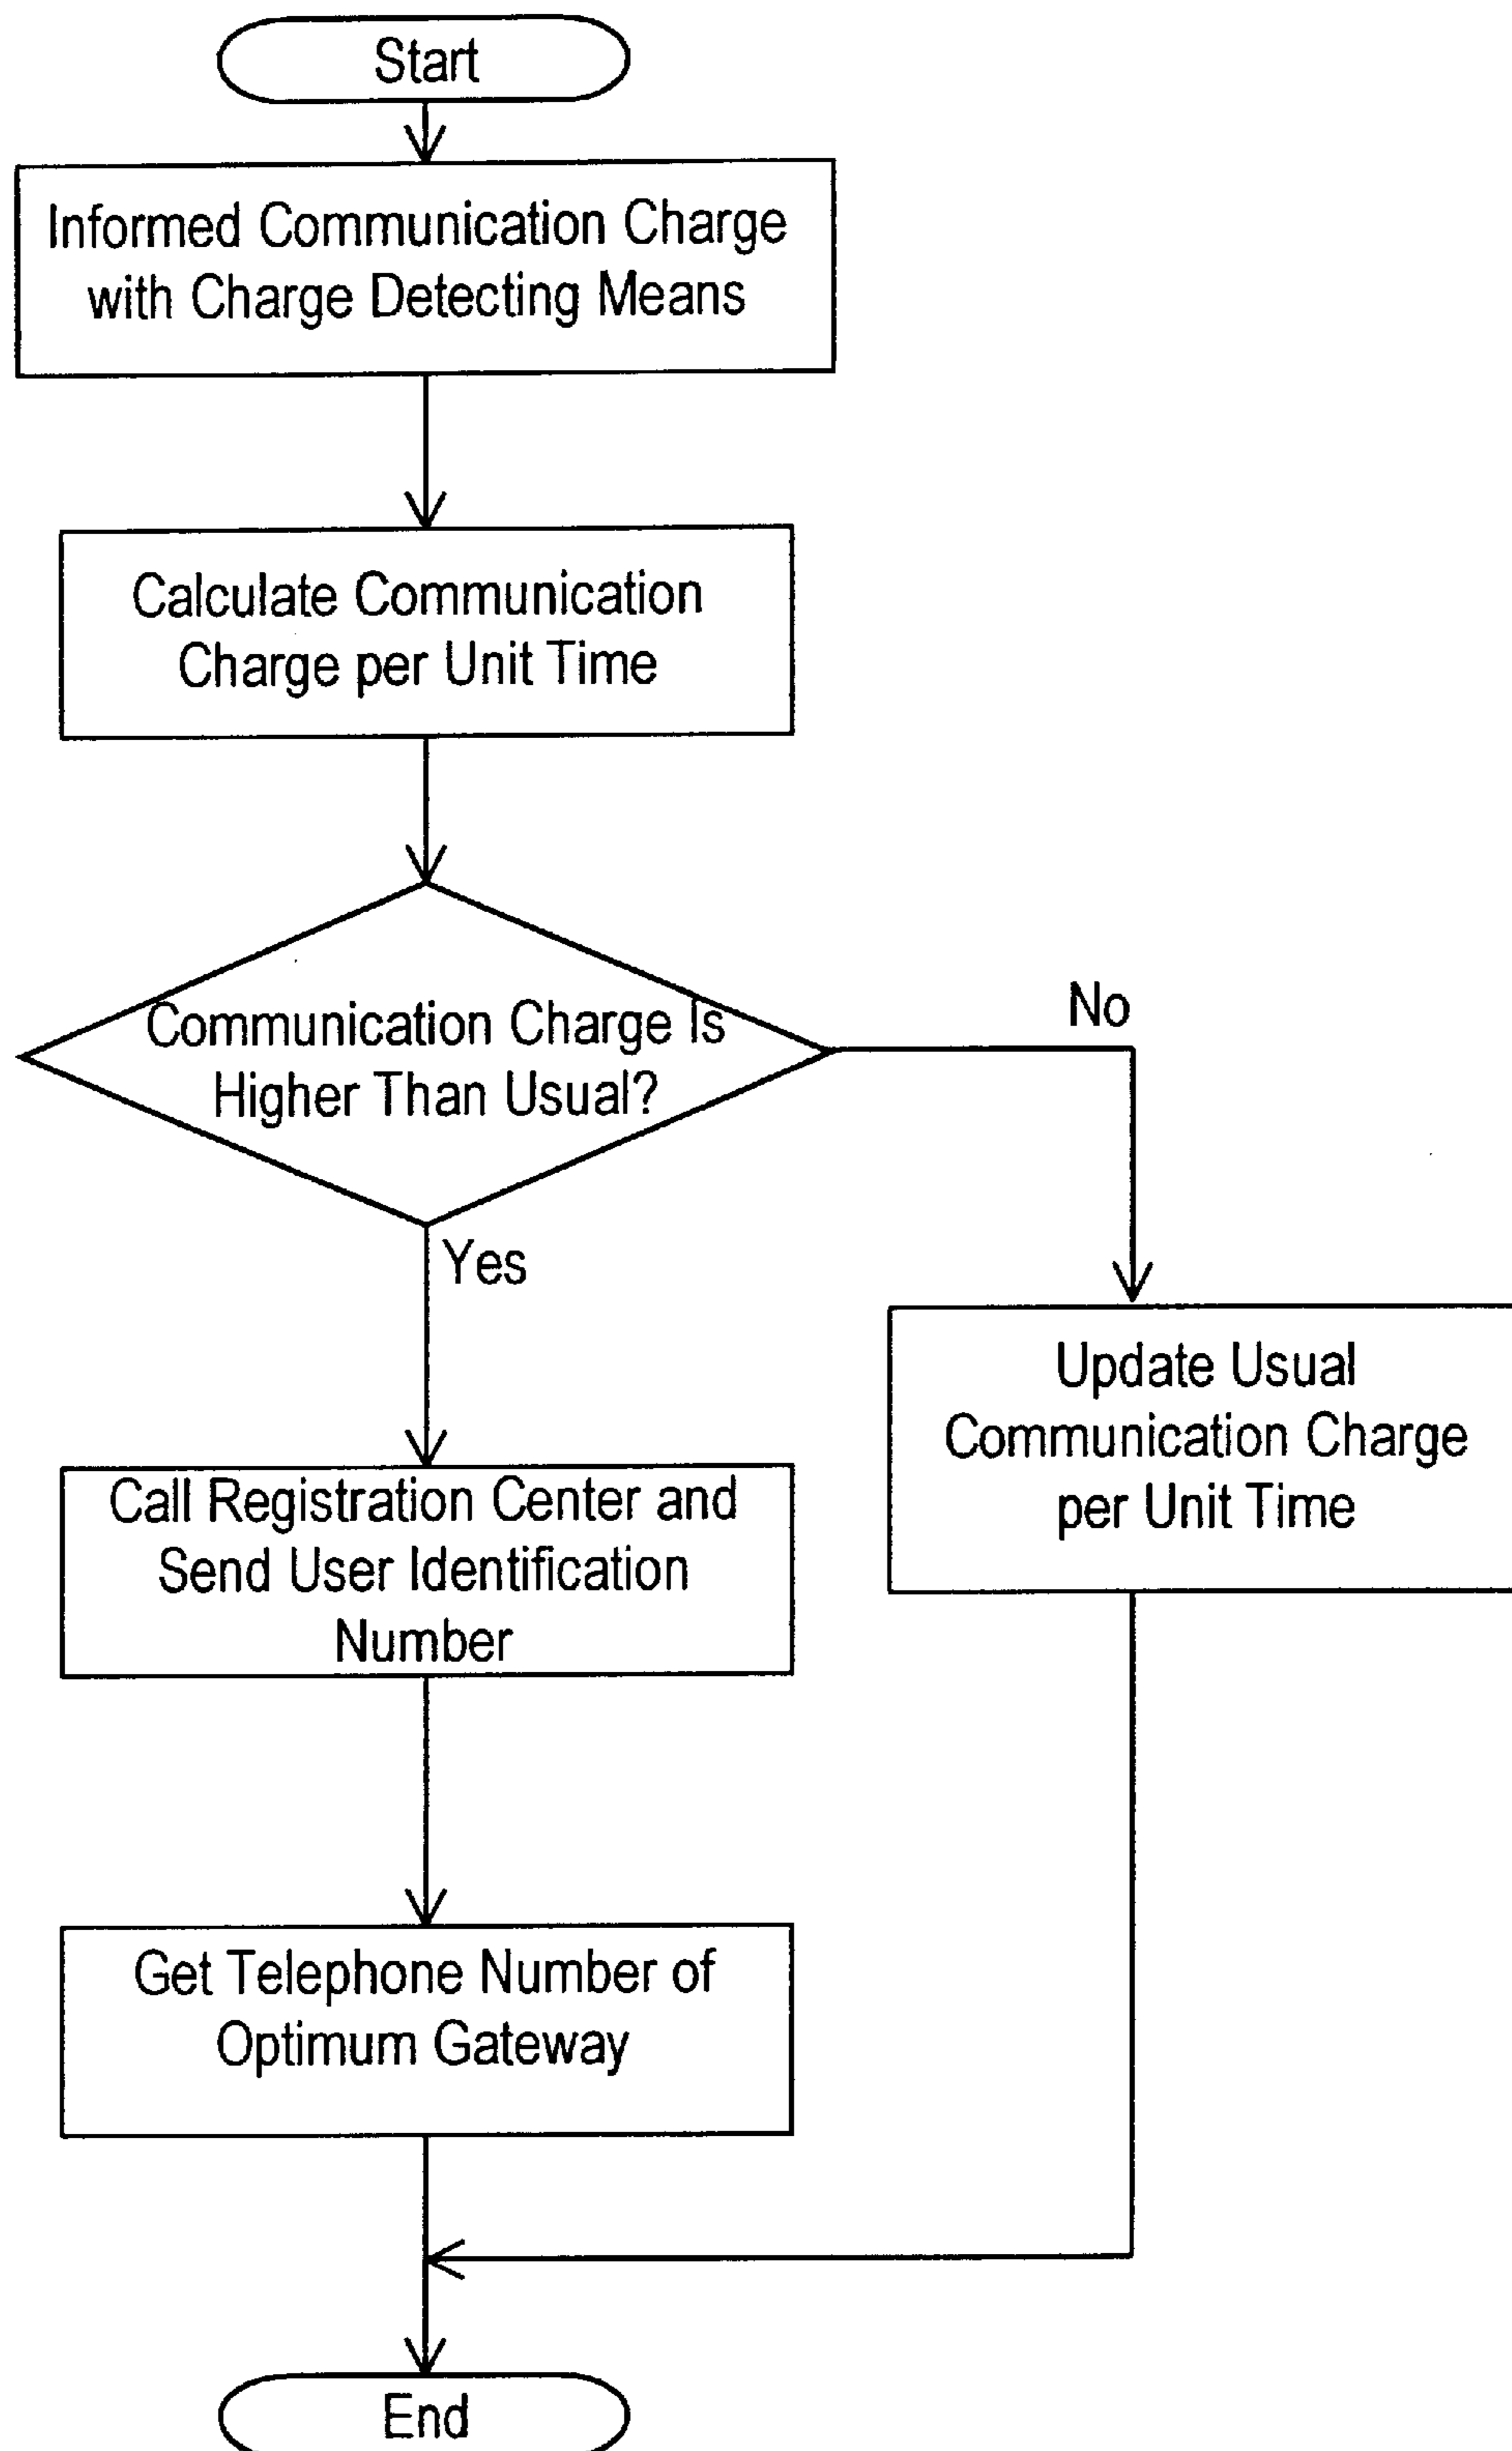 Start
Informed Communication Charge
with Charge Detecting Means
Calculate Communication
Charge per Unit Time
Communication Charge Is
Higher Than Usual?
No
Yes
Update Usual
Communication Charge
per Unit Time
Call Registration Center and
Send User Identification
Number
Get Telephone Number of
Optimum Gateway
End